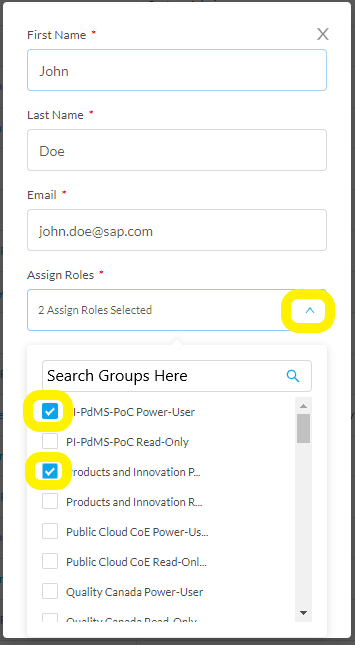 First Name *
John
Last Name *
Doe
Email *
john.doe@sap.com
Assign Roles *
2 Assign Roles Selected
Search Groups Here
PI-PdMS-PoC Power-User
PI-PdMS-PoC Read-Only
Products and Innovation P...
Products and Innovation R...
Public Cloud CoE Power-Us...
Public Cloud CoE Read-Onl...
Quality Canada Power-User
Quality Canada Read-Only